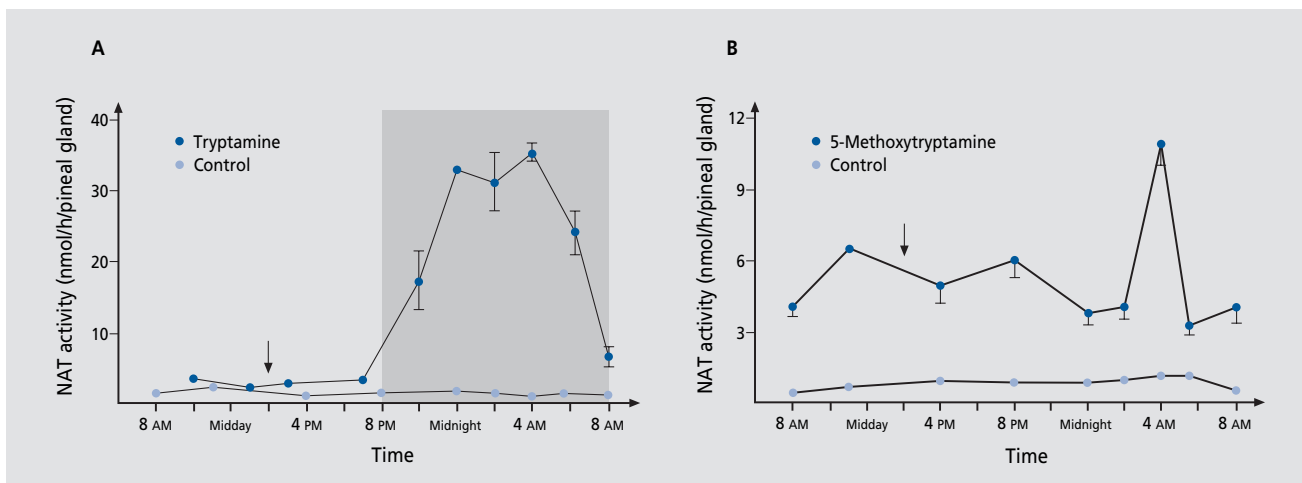 A
NAT activity (nmol/h/pineal gland)
40
30
20
10
Tryptamine
Control
8 AM Midday 4 PM 8 PM Midnight 4 AM 8 AM
Time
B
NAT activity (nmol/h/pineal gland)
12
9
6
3
5-Methoxytryptamine
Control
8 AM Midday 4 PM 8 PM Midnight 4 AM 8 AM
Time